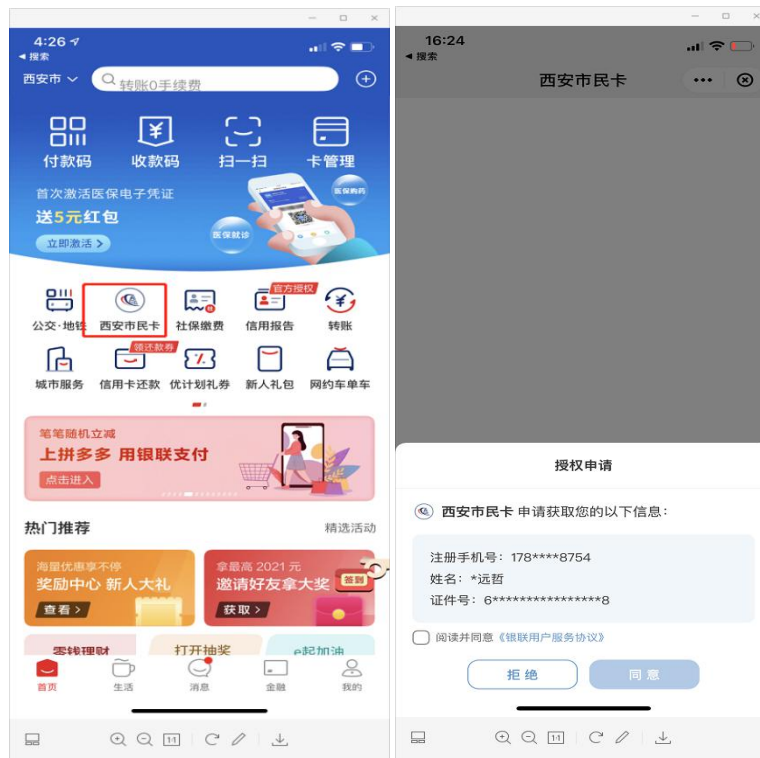 4:26
搜索
西安市
转账0手续费
付款码 收款码 扫一扫 卡管理
首次激活医保电子凭证
送5元红包
立即激活
医保购药
医保就诊
官方授权
公交·地铁 西安市民卡 社保缴费 信用报告 转账
领还款券
城市服务 信用卡还款 优计划礼券 新人礼包 网约车单车
笔笔随机立减
上拼多多 用银联支付
点击进入
热门推荐 精选活动
海量优惠享不停
奖励中心 新人大礼
查看
拿最高 2021 元
邀请好友拿大奖
签到
获取
零钱理财 打开抽奖 e起加油
首页 生活 消息 金融 我的
16:24
搜索
西安市民卡
授权申请
西安市民卡 申请获取您的以下信息：
注册手机号：178****8754
姓名：*远哲
证件号：6****************8
阅读并同意《银联用户服务协议》
拒绝 同意